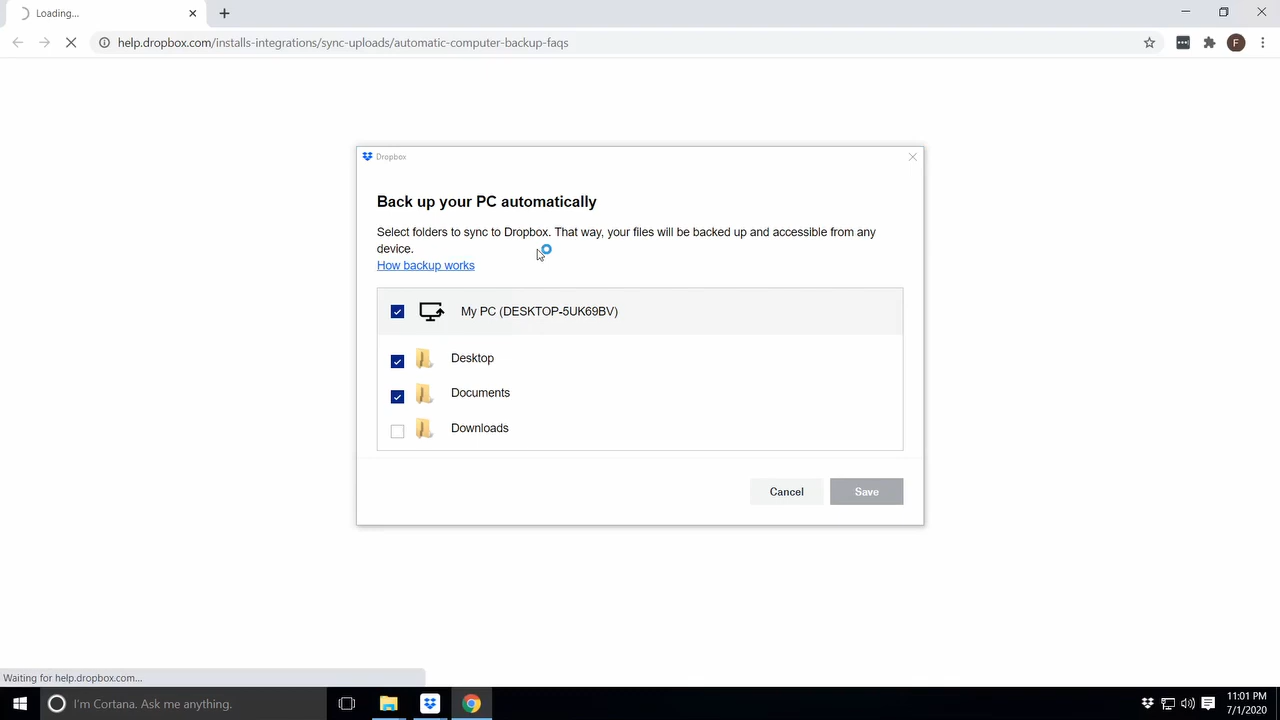 Loading...
help.dropbox.com/installs-integrations/sync-uploads/automatic-computer-backup-faqs
F
Dropbox
Back up your PC automatically
Select folders to sync to Dropbox. That way, your files will be backed up and accessible from any
device.
How backup works
My PC (DESKTOP-5UK69BV)
Desktop
Documents
Downloads
Cancel
Save
Waiting for help.dropbox.com...
I'm Cortana. Ask me anything.
11:01 PM
7/1/2020